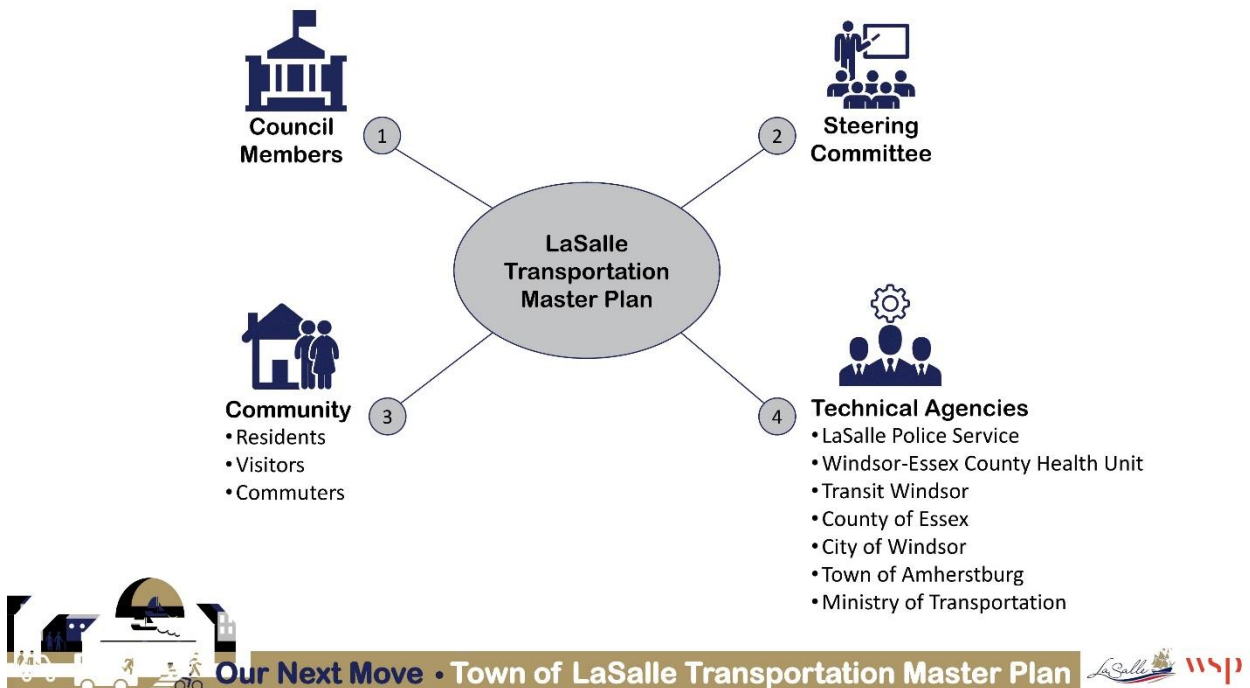 Council
Members
1
2
Steering
Committee
LaSalle
Transportation
Master Plan
Community
• Residents
• Visitors
• Commuters
3
4
Technical Agencies
• LaSalle Police Service
• Windsor-Essex County Health Unit
• Transit Windsor
• County of Essex
• City of Windsor
• Town of Amherstburg
• Ministry of Transportation
Our Next Move • Town of LaSalle Transportation Master Plan
LaSalle
wsp